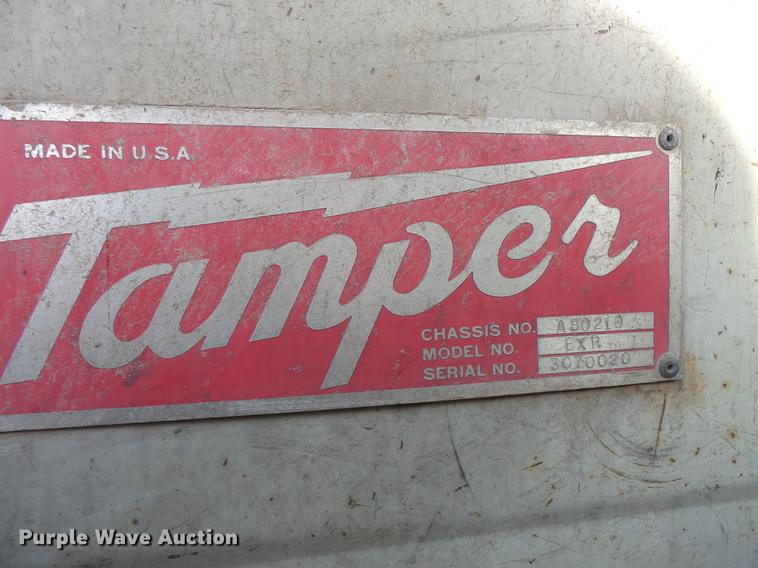 MADE IN U.S.A.
Tamper
CHASSIS NO. A80210
MODEL NO. EXR
SERIAL NO. 3070020
Purple Wave Auction